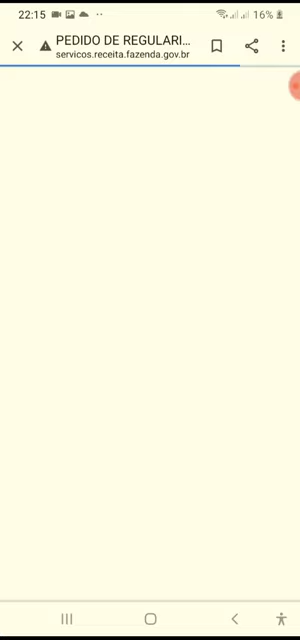 22:15
16%
PEDIDO DE REGULARI...
servicos.receita.fazenda.gov.br